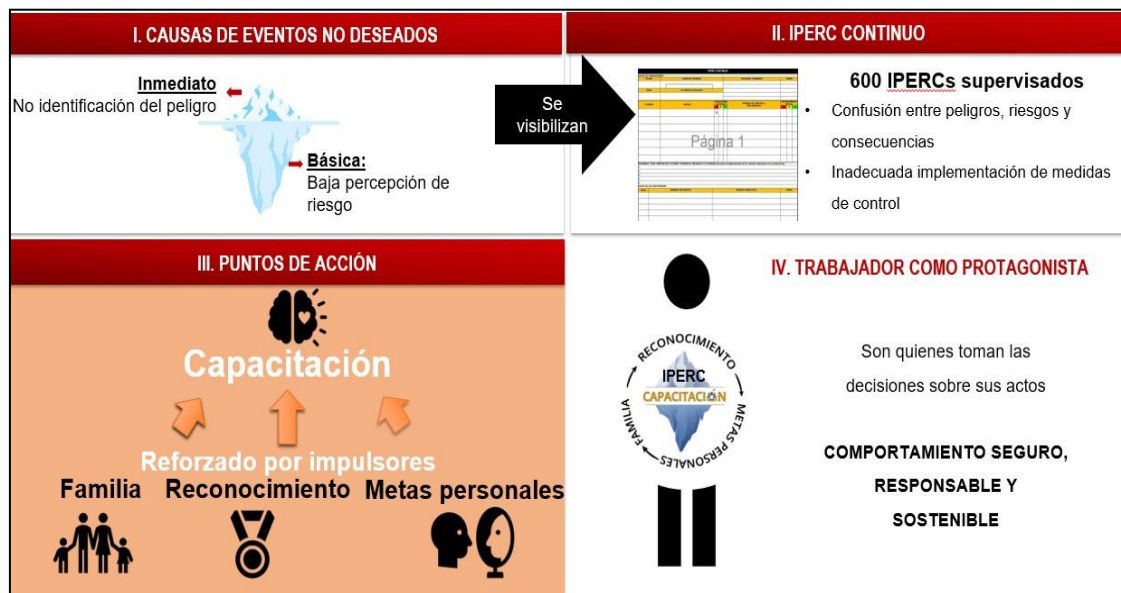 I. CAUSAS DE EVENTOS NO DESEADOS
Inmediato
No identificación del peligro
Básica:
Baja percepción de
riesgo
Se
visibilizan
II. IPERC CONTINUO
Página 1
600 IPERCs supervisados
• Confusión entre peligros, riesgos y
consecuencias
• Inadecuada implementación de medidas
de control
III. PUNTOS DE ACCIÓN
Capacitación
Reforzado por impulsores
Familia
Reconocimiento
Metas personales
IV. TRABAJADOR COMO PROTAGONISTA
RECONOCIMIENTO
METAS PERSONALES
FAMILIA
IPERC
CAPACITACIÓN
Son quienes toman las
decisiones sobre sus actos
COMPORTAMIENTO SEGURO,
RESPONSABLE Y
SOSTENIBLE